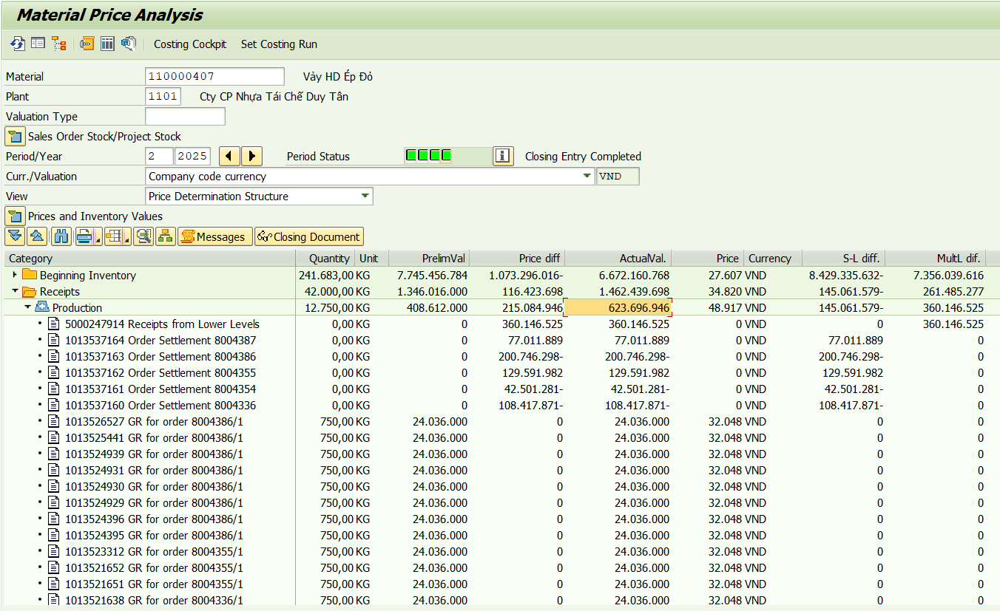 Material Price Analysis
Costing Cockpit Set Costing Run
Material 110000407 Vảy HD Ép Đỏ
Plant 1101 Cty CP Nhựa Tái Chế Duy Tân
Valuation Type
Sales Order Stock/Project Stock
Period/Year 2 2025 Period Status Closing Entry Completed
Curr./Valuation Company code currency VND
View Price Determination Structure
Prices and Inventory Values
Messages Closing Document
Category Quantity Unit PrelimVal Price diff ActualVal. Price Currency S-L diff. MultL dif.
Beginning Inventory 241.683,00 KG 7.745.456.784 1.073.296.016- 6.672.160.768 27.607 VND 8.429.335.632- 7.356.039.616
Receipts 42.000,00 KG 1.346.016.000 116.423.698 1.462.439.698 34.820 VND 145.061.579- 261.485.277
Production 12.750,00 KG 408.612.000 215.084.946 623.696.946 48.917 VND 145.061.579- 360.146.525
5000247914 Receipts from Lower Levels 0,00 KG 0 360.146.525 360.146.525 0 VND 0 360.146.525
1013537164 Order Settlement 8004387 0,00 KG 0 77.011.889 77.011.889 0 VND 77.011.889 0
1013537163 Order Settlement 8004386 0,00 KG 0 200.746.298- 200.746.298- 0 VND 200.746.298- 0
1013537162 Order Settlement 8004355 0,00 KG 0 129.591.982 129.591.982 0 VND 129.591.982 0
1013537161 Order Settlement 8004354 0,00 KG 0 42.501.281- 42.501.281- 0 VND 42.501.281- 0
1013537160 Order Settlement 8004336 0,00 KG 0 108.417.871- 108.417.871- 0 VND 108.417.871- 0
1013526527 GR for order 8004386/1 750,00 KG 24.036.000 0 24.036.000 32.048 VND 0 0
1013525441 GR for order 8004386/1 750,00 KG 24.036.000 0 24.036.000 32.048 VND 0 0
1013524939 GR for order 8004386/1 750,00 KG 24.036.000 0 24.036.000 32.048 VND 0 0
1013524931 GR for order 8004386/1 750,00 KG 24.036.000 0 24.036.000 32.048 VND 0 0
1013524930 GR for order 8004386/1 750,00 KG 24.036.000 0 24.036.000 32.048 VND 0 0
1013524929 GR for order 8004386/1 750,00 KG 24.036.000 0 24.036.000 32.048 VND 0 0
1013524396 GR for order 8004386/1 750,00 KG 24.036.000 0 24.036.000 32.048 VND 0 0
1013524395 GR for order 8004386/1 750,00 KG 24.036.000 0 24.036.000 32.048 VND 0 0
1013523312 GR for order 8004355/1 750,00 KG 24.036.000 0 24.036.000 32.048 VND 0 0
1013521652 GR for order 8004355/1 750,00 KG 24.036.000 0 24.036.000 32.048 VND 0 0
1013521651 GR for order 8004355/1 750,00 KG 24.036.000 0 24.036.000 32.048 VND 0 0
1013521638 GR for order 8004336/1 750,00 KG 24.036.000 0 24.036.000 32.048 VND 0 0